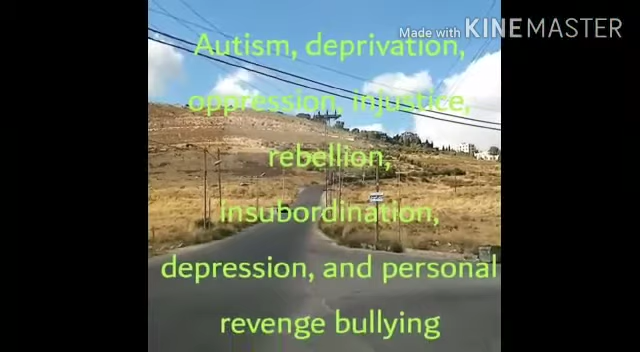 Made with KINEMASTER
Autism, deprivation,
oppression, injustice,
rebellion,
insubordination,
depression, and personal
revenge bullying